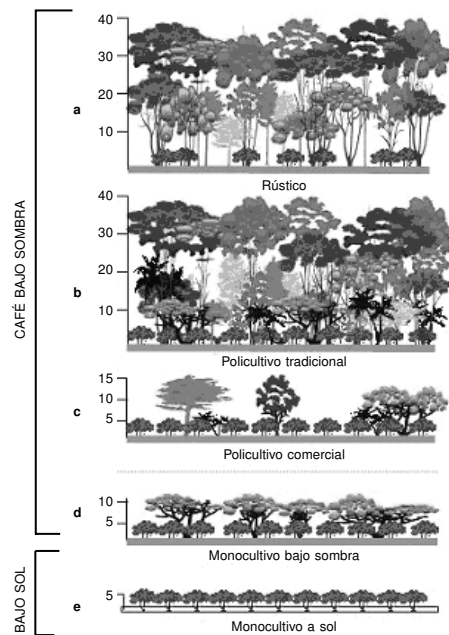 CAFÉ BAJO SOMBRA
a
40
30
20
10
Rústico
b
40
30
20
10
Policultivo tradicional
c
15
10
5
Policultivo comercial
d
10
5
Monocultivo bajo sombra
BAJO SOL
e
5
Monocultivo a sol